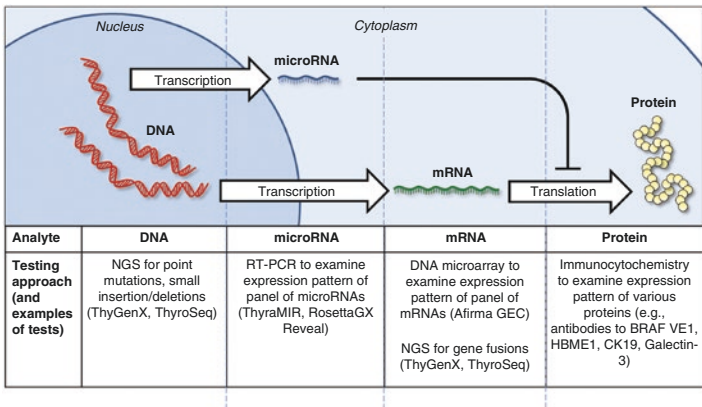 Nucleus
Cytoplasm
microRNA
Transcription
DNA
Protein
mRNA
Transcription
Translation
Analyte
DNA
microRNA
mRNA
Protein
Testing
approach
(and
examples
of tests)
NGS for point
mutations, small
insertion/deletions
(ThyGenX, ThyroSeq)
RT-PCR to examine
expression pattern of
panel of microRNAs
(ThyraMIR, RosettaGX
Reveal)
DNA microarray to
examine expression
pattern of panel of
mRNAs (Afirma GEC)
NGS for gene fusions
(ThyGenX, ThyroSeq)
Immunocytochemistry
to examine expression
pattern of various
proteins (e.g.,
antibodies to BRAF VE1,
HBME1, CK19, Galectin-
3)